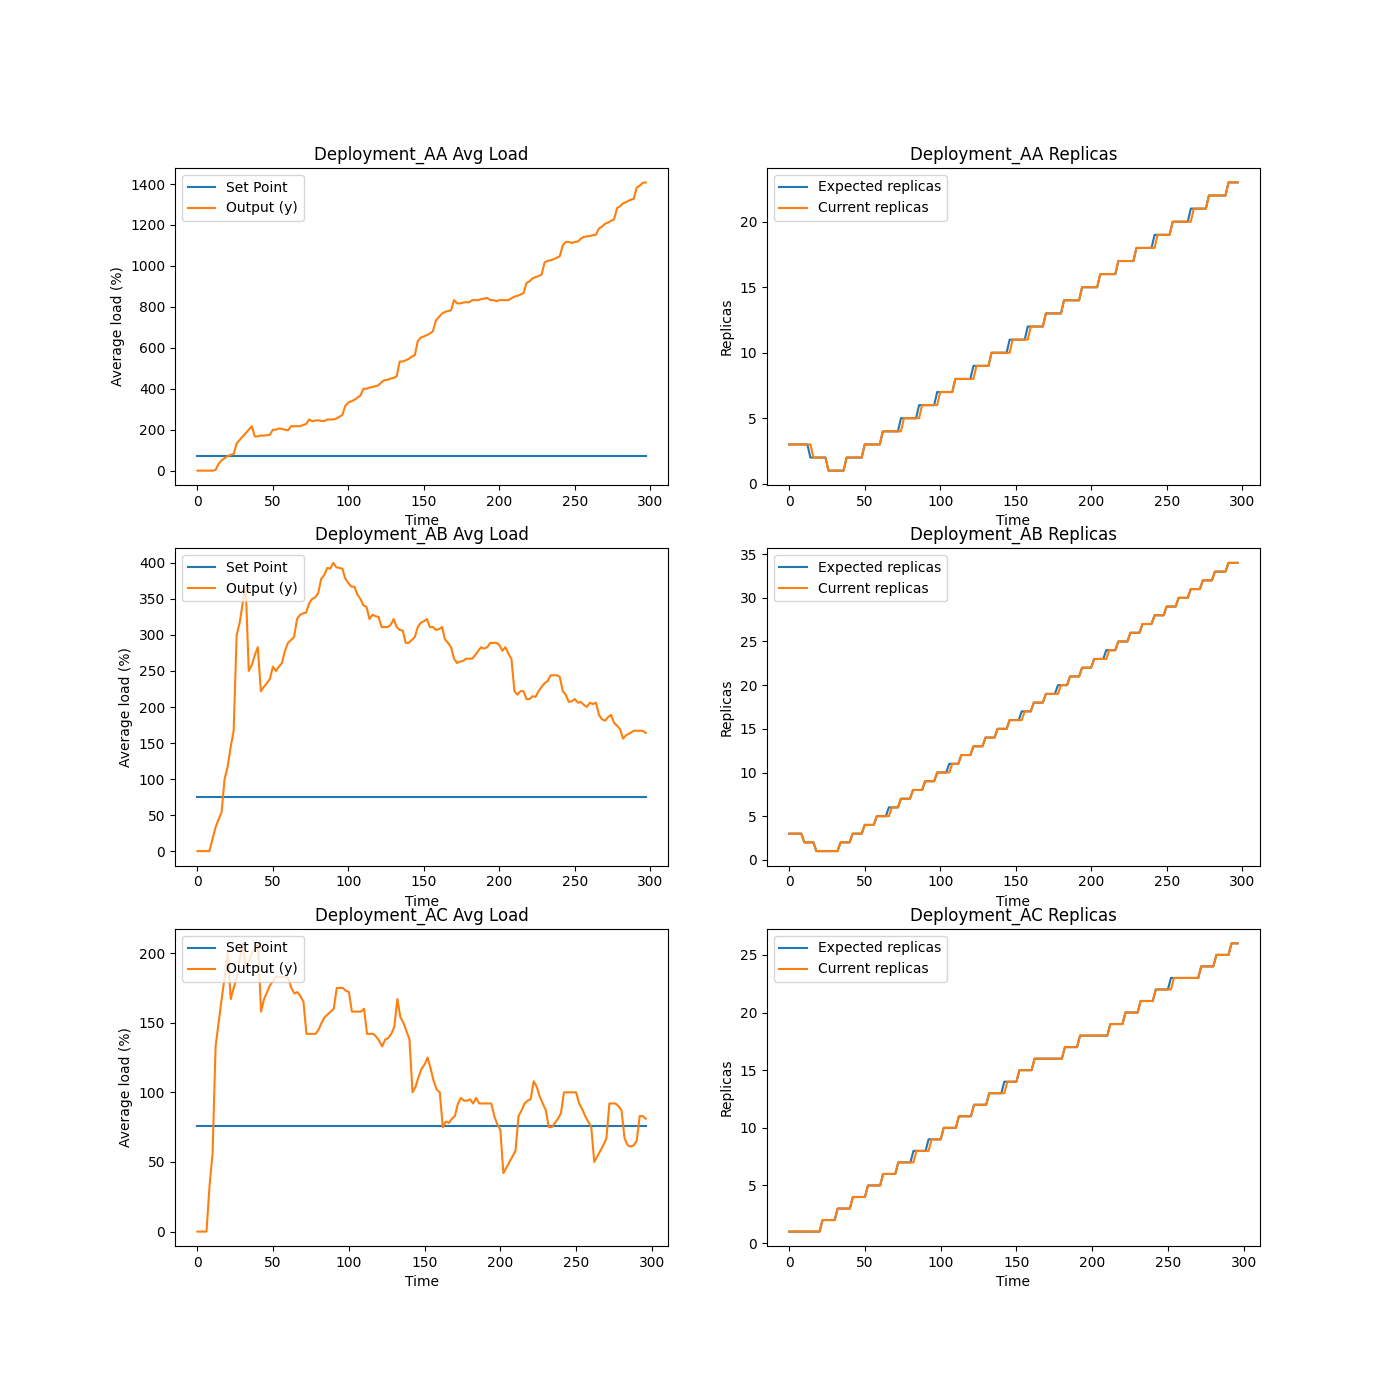 Deployment_AA Avg Load
Set Point
Output (y)
Average load (%)
1400
1200
1000
800
600
400
200
0
0 50 100 150 200 250 300
Time
Deployment_AA Replicas
Expected replicas
Current replicas
Replicas
20
15
10
5
0
0 50 100 150 200 250 300
Time
Deployment_AB Avg Load
Set Point
Output (y)
Average load (%)
400
350
300
250
200
150
100
50
0
0 50 100 150 200 250 300
Time
Deployment_AB Replicas
Expected replicas
Current replicas
Replicas
35
30
25
20
15
10
5
0
0 50 100 150 200 250 300
Time
Deployment_AC Avg Load
Set Point
Output (y)
Average load (%)
200
150
100
50
0
0 50 100 150 200 250 300
Time
Deployment_AC Replicas
Expected replicas
Current replicas
Replicas
25
20
15
10
5
0
0 50 100 150 200 250 300
Time